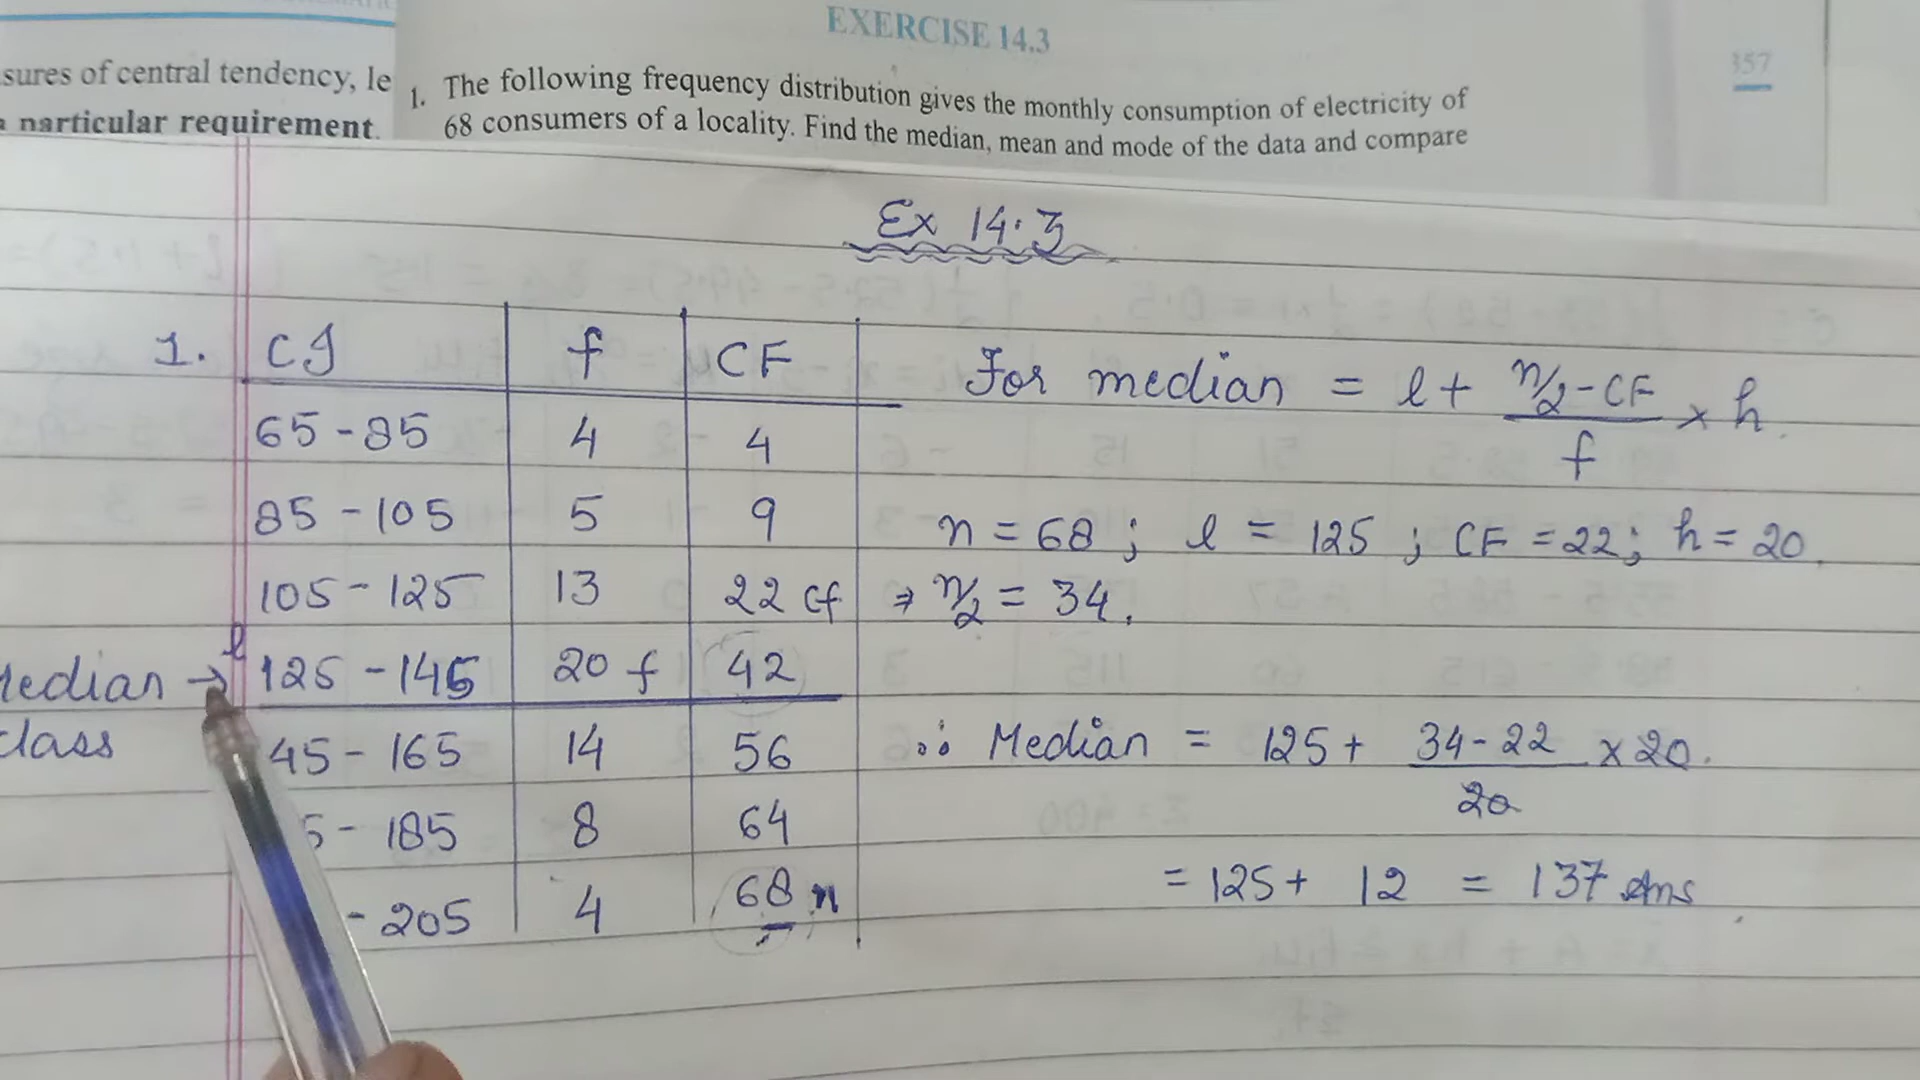 EXERCISE 14.3
357
sures of central tendency, le
particular requirement.
1. The following frequency distribution gives the monthly consumption of electricity of
68 consumers of a locality. Find the median, mean and mode of the data and compare
Ex 14.3
1. CI f CF
For median = l + n/2 - CF / f × h.
65 - 85 4 4
85 - 105 5 9
n = 68 ; l = 125 ; CF = 22 ; h = 20.
105 - 125 13 22 cf
⇒ n/2 = 34.
l
Median → 125 - 145 20 f 42
class
45 - 165 14 56
∴ Median = 125 + 34 - 22 / 20 × 20.
5 - 185 8 64
= 125 + 12 = 137 Ans
- 205 4 68 n